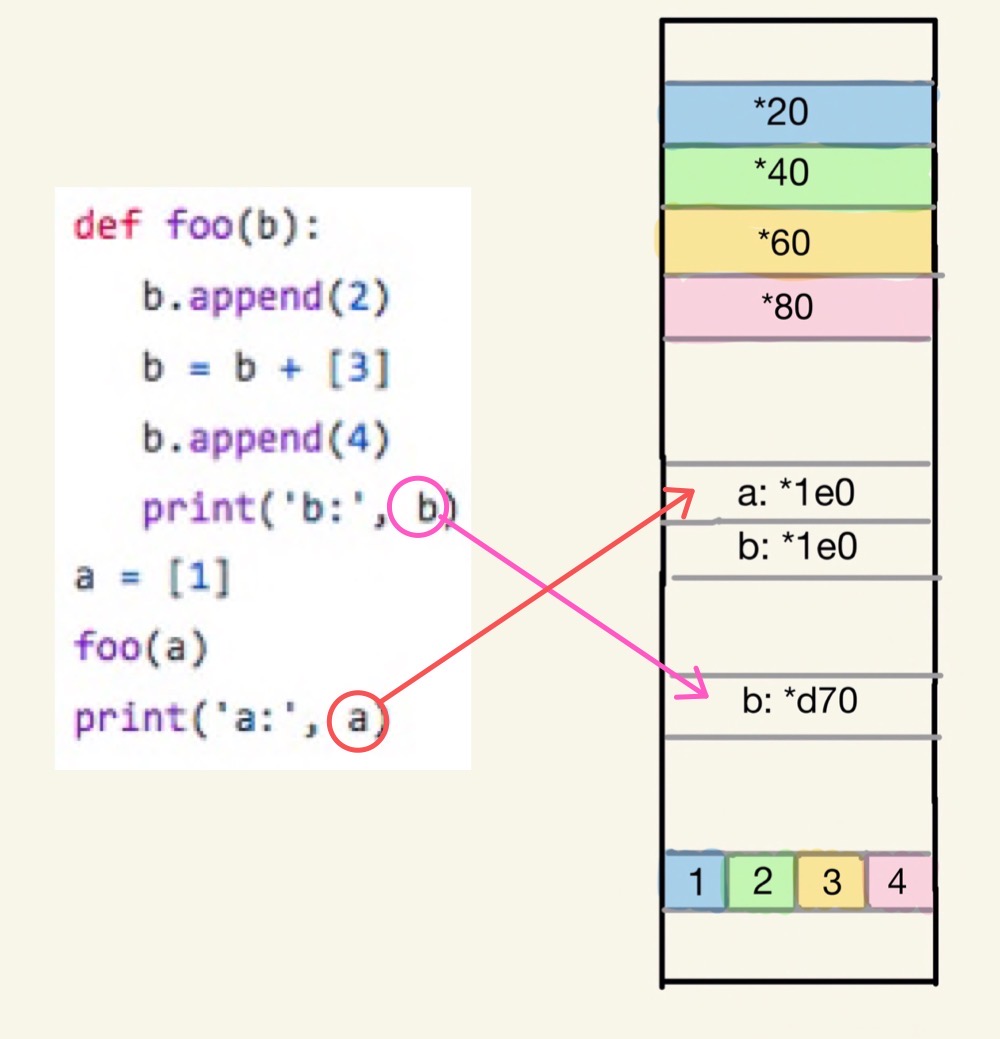 def foo(b):
    b.append(2)
    b = b + [3]
    b.append(4)
    print('b:', b)
a = [1]
foo(a)
print('a:', a)
*20
*40
*60
*80
a: *1e0
b: *1e0
b: *d70
1 2 3 4